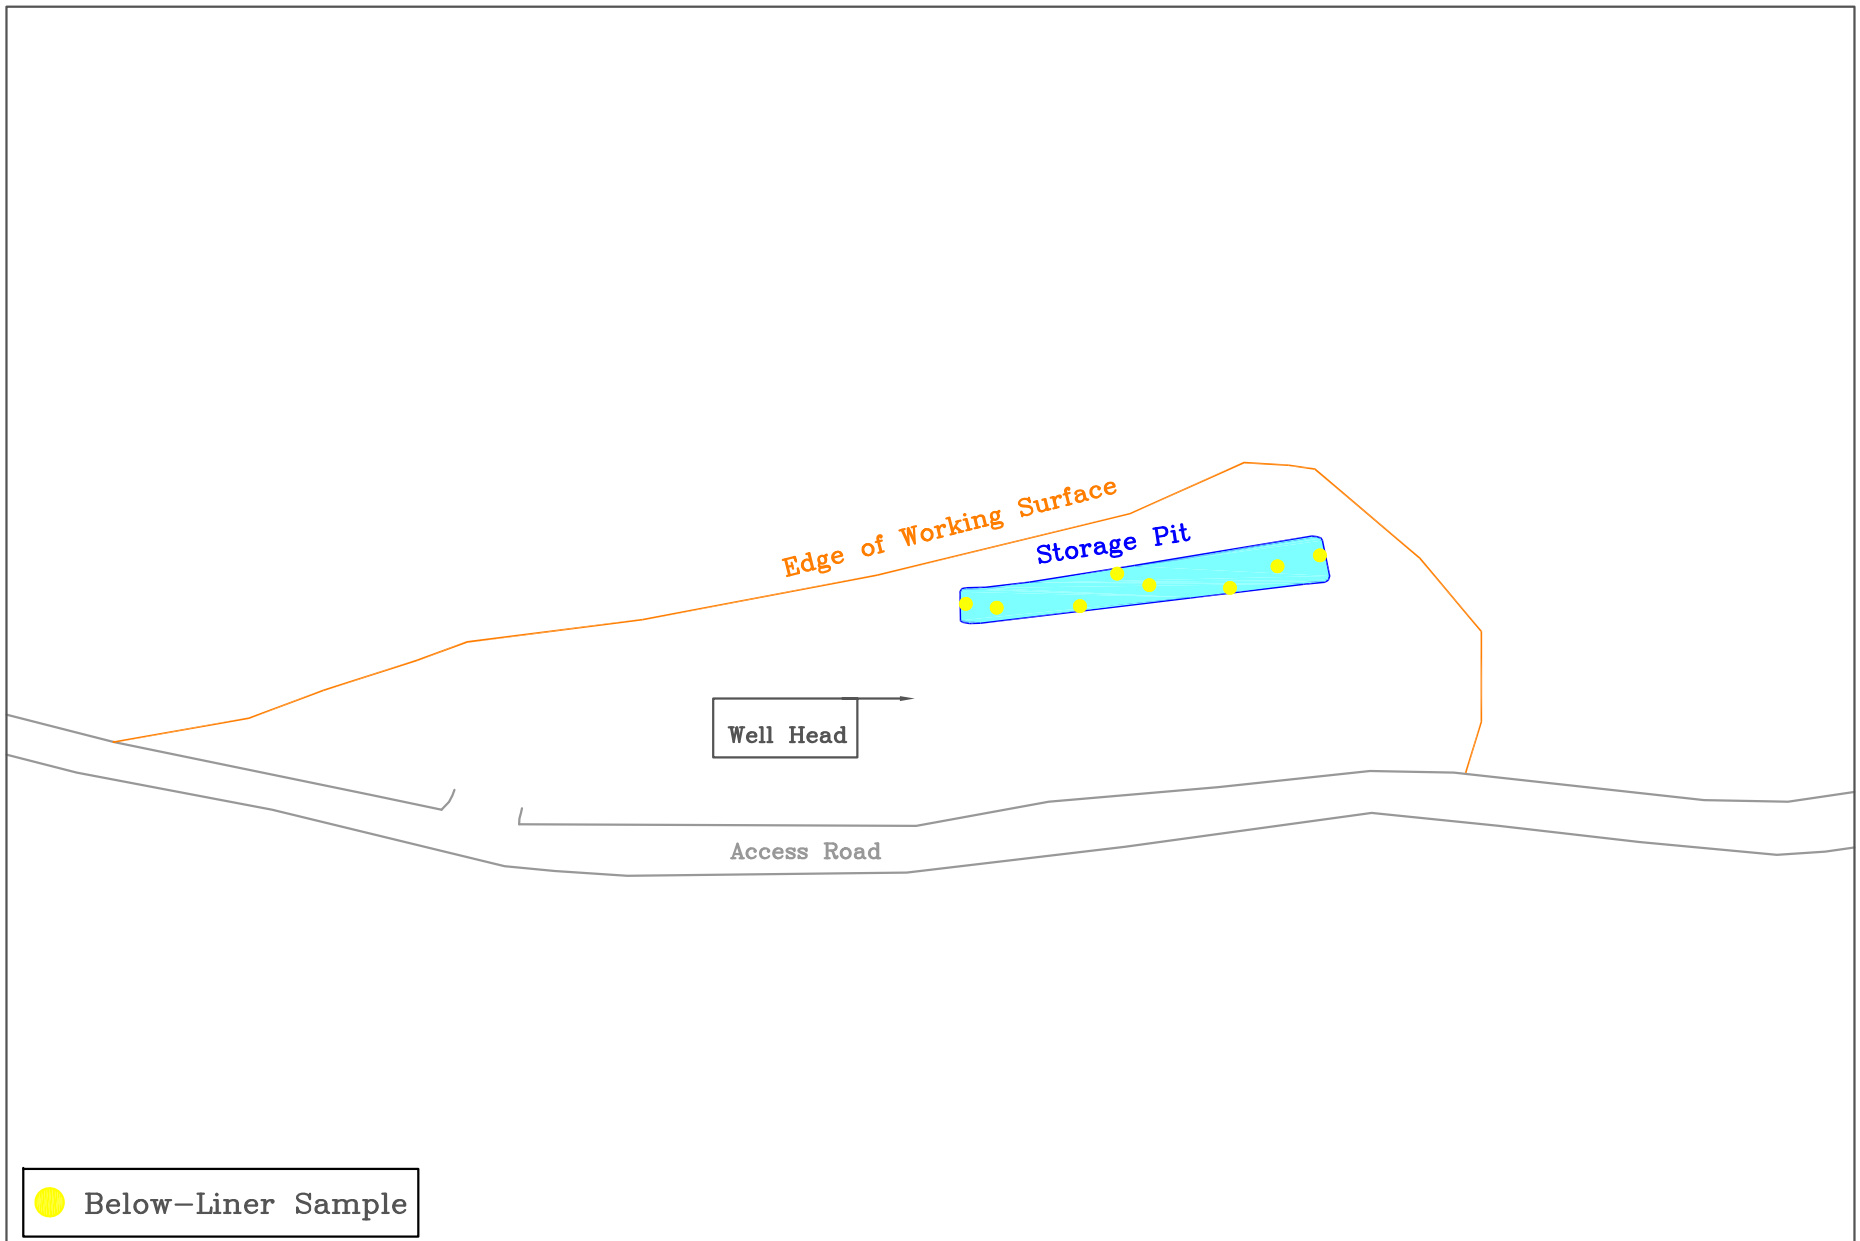 Edge of Working Surface
Storage Pit
Well Head
Access Road
Below-Liner Sample